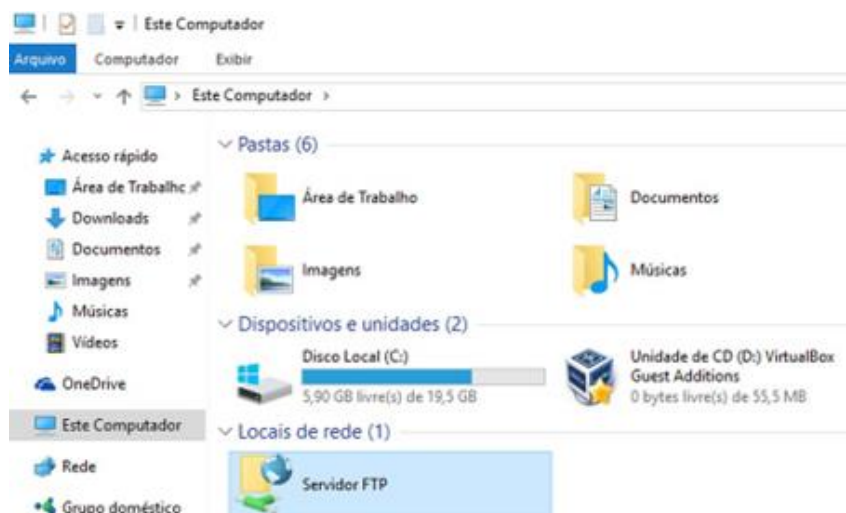 Este Computador
Arquivo Computador Exibir
Este Computador
Acesso rápido
Área de Trabalhc
Downloads
Documentos
Imagens
Músicas
Vídeos
OneDrive
Este Computador
Rede
Grupo doméstico
Pastas (6)
Área de Trabalho
Documentos
Imagens
Músicas
Dispositivos e unidades (2)
Disco Local (C:)
5,90 GB livre(s) de 19,5 GB
Unidade de CD (D:) VirtualBox
Guest Additions
0 bytes livre(s) de 55,5 MB
Locais de rede (1)
Servidor FTP